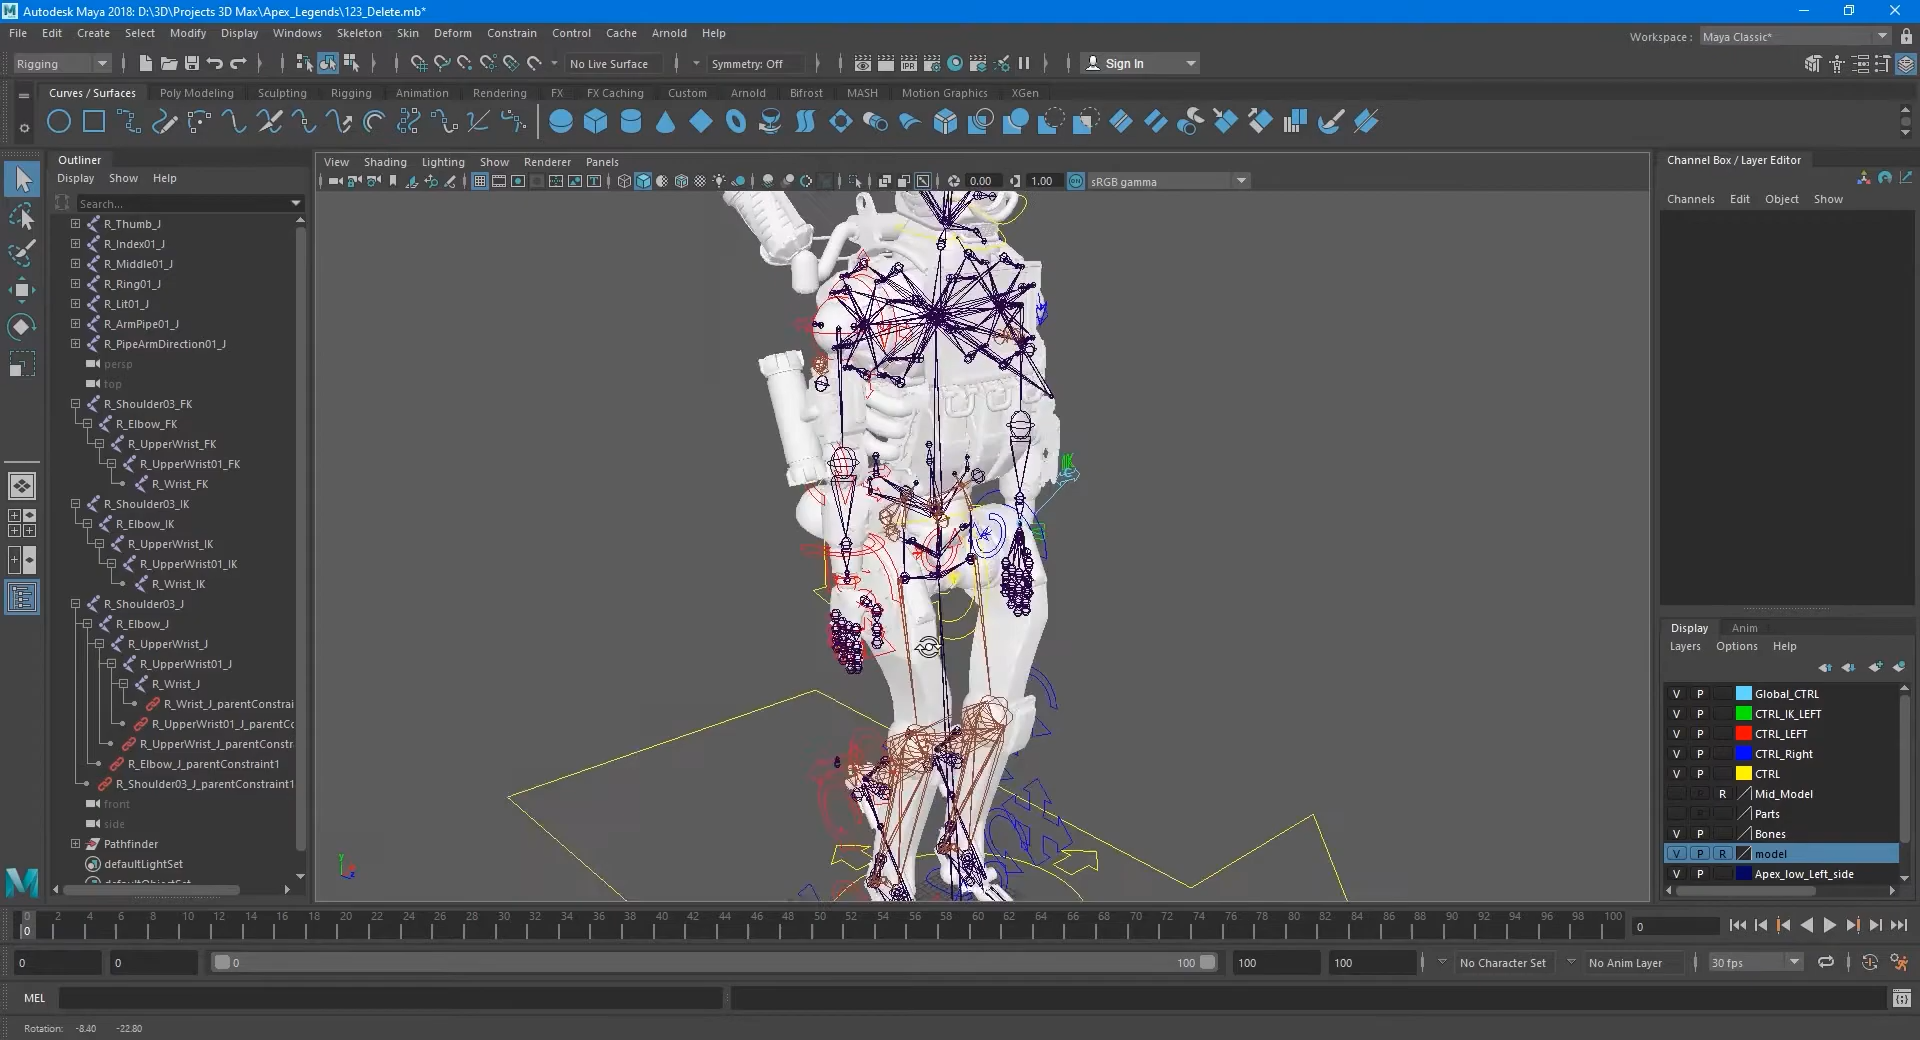 Autodesk Maya 2018: D:\3D\Projects 3D Max\Apex_Legends\123_Delete.mb*
File Edit Create Select Modify Display Windows Skeleton Skin Deform Constrain Control Cache Arnold Help
Workspace : Maya Classic*
Rigging No Live Surface Symmetry: Off Sign In
Curves / Surfaces Poly Modeling Sculpting Rigging Animation Rendering FX FX Caching Custom Arnold Bifrost MASH Motion Graphics XGen
Outliner
Display Show Help
Search...
R_Thumb_J
R_Index01_J
R_Middle01_J
R_Ring01_J
R_Lit01_J
R_ArmPipe01_J
R_PipeArmDirection01_J
persp
top
R_Shoulder03_FK
R_Elbow_FK
R_UpperWrist_FK
R_UpperWrist01_FK
R_Wrist_FK
R_Shoulder03_IK
R_Elbow_IK
R_UpperWrist_IK
R_UpperWrist01_IK
R_Wrist_IK
R_Shoulder03_J
R_Elbow_J
R_UpperWrist_J
R_UpperWrist01_J
R_Wrist_J
R_Wrist_J_parentConstrai
R_UpperWrist01_J_parentCo
R_UpperWrist_J_parentConstr
R_Elbow_J_parentConstraint1
R_Shoulder03_J_parentConstraint1
front
side
Pathfinder
defaultLightSet
View Shading Lighting Show Renderer Panels
0.00 1.00 sRGB gamma
IK
y
Channel Box / Layer Editor
Channels Edit Object Show
Display Anim
Layers Options Help
V P Global_CTRL
V P CTRL_IK_LEFT
V P CTRL_LEFT
V P CTRL_Right
V P CTRL
R Mid_Model
Parts
V P Bones
V P R model
V P Apex_low_Left_side
0 2 4 6 8 10 12 14 16 18 20 22 24 26 28 30 32 34 36 38 40 42 44 46 48 50 52 54 56 58 60 62 64 66 68 70 72 74 76 78 80 82 84 86 88 90 92 94 96 98 100
0 0
0 0 0 100 100 100 No Character Set No Anim Layer 30 fps
MEL
Rotation: -8.40 -22.80